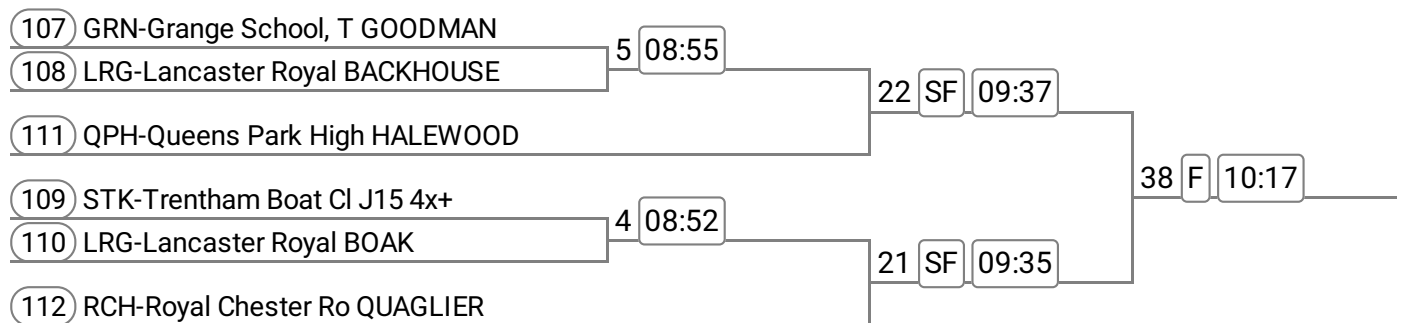 107 GRN-Grange School, T GOODMAN
5 08:55
108 LRG-Lancaster Royal BACKHOUSE
22 SF 09:37
111 QPH-Queens Park High HALEWOOD
38 F 10:17
109 STK-Trentham Boat Cl J15 4x+
4 08:52
110 LRG-Lancaster Royal BOAK
21 SF 09:35
112 RCH-Royal Chester Ro QUAGLIER